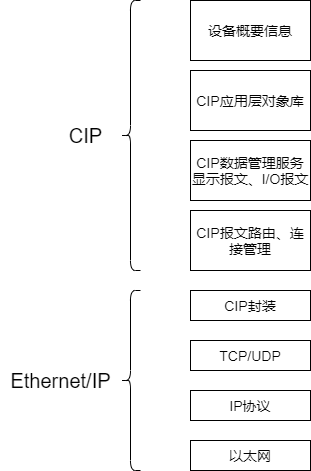 设备概要信息
CIP应用层对象库
CIP
CIP数据管理服务
显示报文、I/O报文
CIP报文路由、连
接管理
CIP封装
TCP/UDP
Ethernet/IP
IP协议
以太网